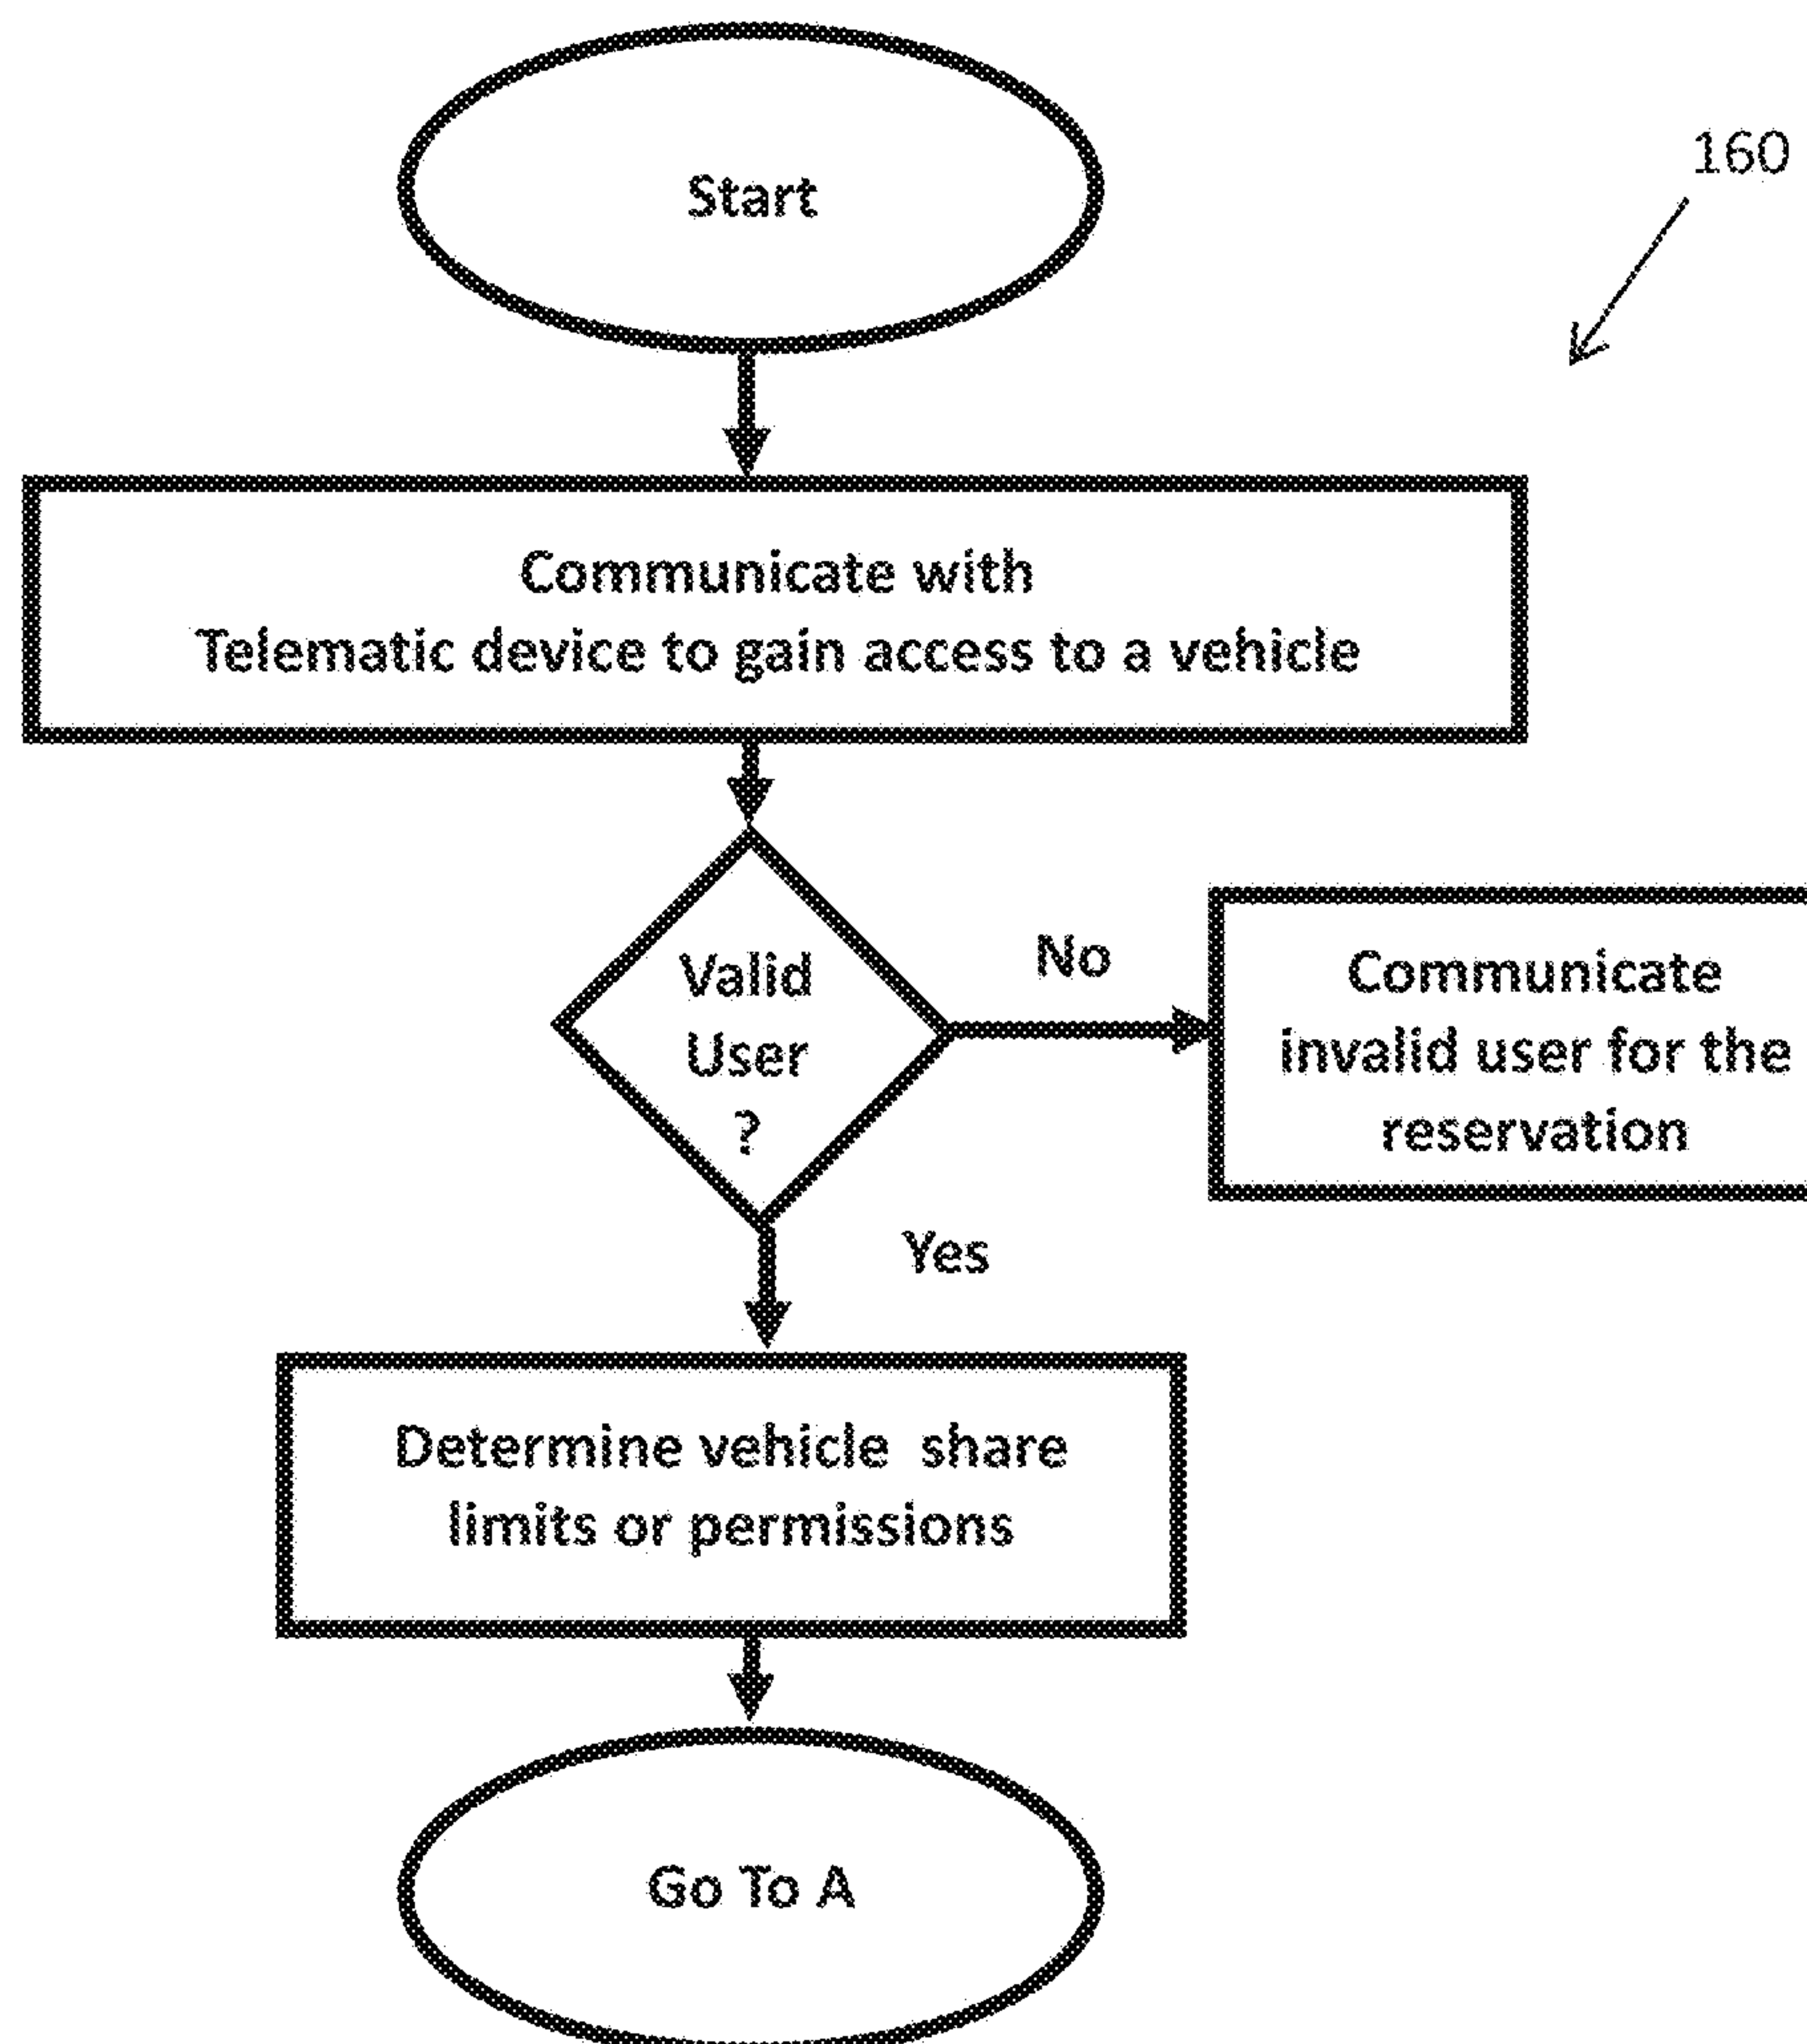 Start
160
Communicate with
Telematic device to gain access to a vehicle
Valid
User
?
No
Communicate
invalid user for the
reservation
Yes
Determine vehicle share
limits or permissions
Go To A